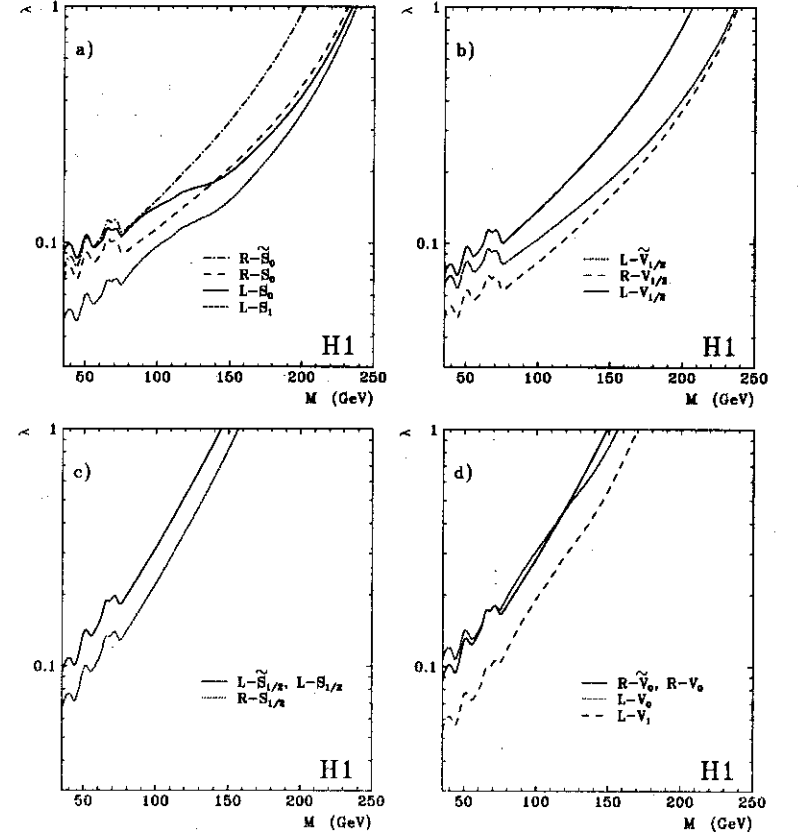 λ
1
a)
0.1
R–S̃₀
R–S₀
L–S₀
L–S₁
H1
50 100 150 200 250
M (GeV)
λ
1
b)
0.1
L–Ṽ₁/₂
R–V₁/₂
L–V₁/₂
H1
50 100 150 200 250
M (GeV)
λ
1
c)
0.1
L–S̃₁/₂, L–S₁/₂
R–S₁/₂
H1
50 100 150 200 250
M (GeV)
λ
1
d)
0.1
R–Ṽ₀, R–V₀
L–V₀
L–V₁
H1
50 100 150 200 250
M (GeV)